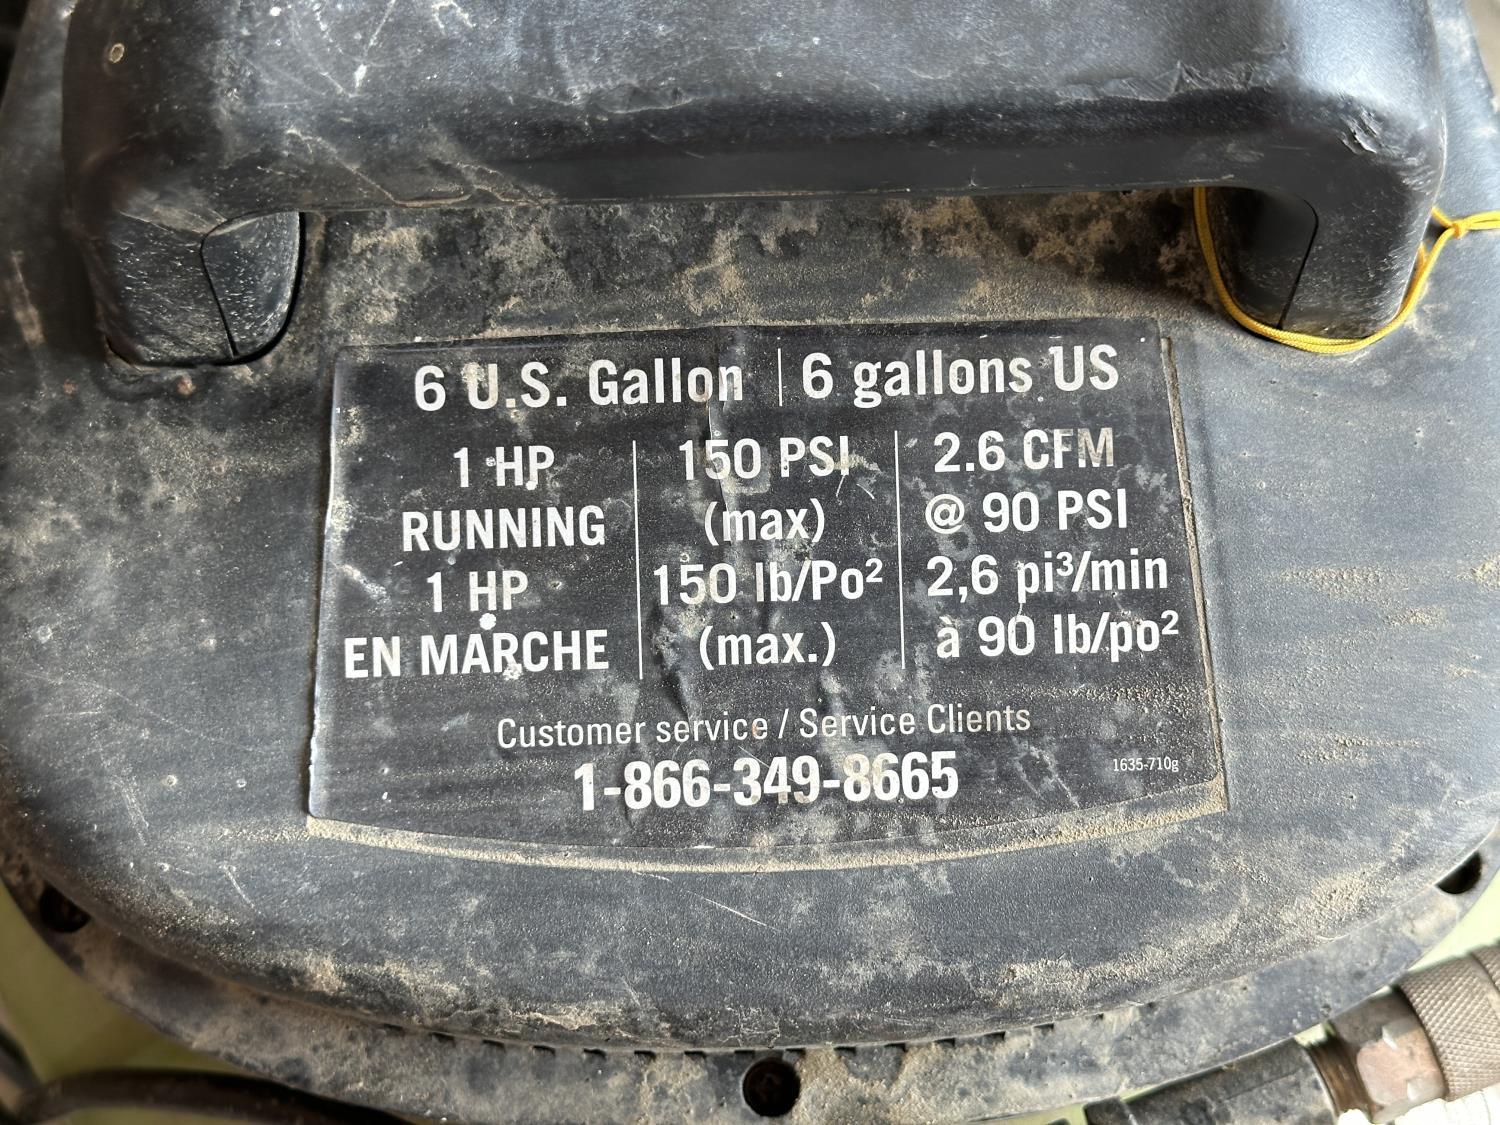 6 U.S. Gallon | 6 gallons US
1 HP
RUNNING
1 HP
EN MARCHE
150 PSI
(max)
150 lb/Po²
(max.)
2.6 CFM
@ 90 PSI
2,6 pi³/min
à 90 lb/po²
Customer service / Service Clients
1-866-349-8665
1635-710g